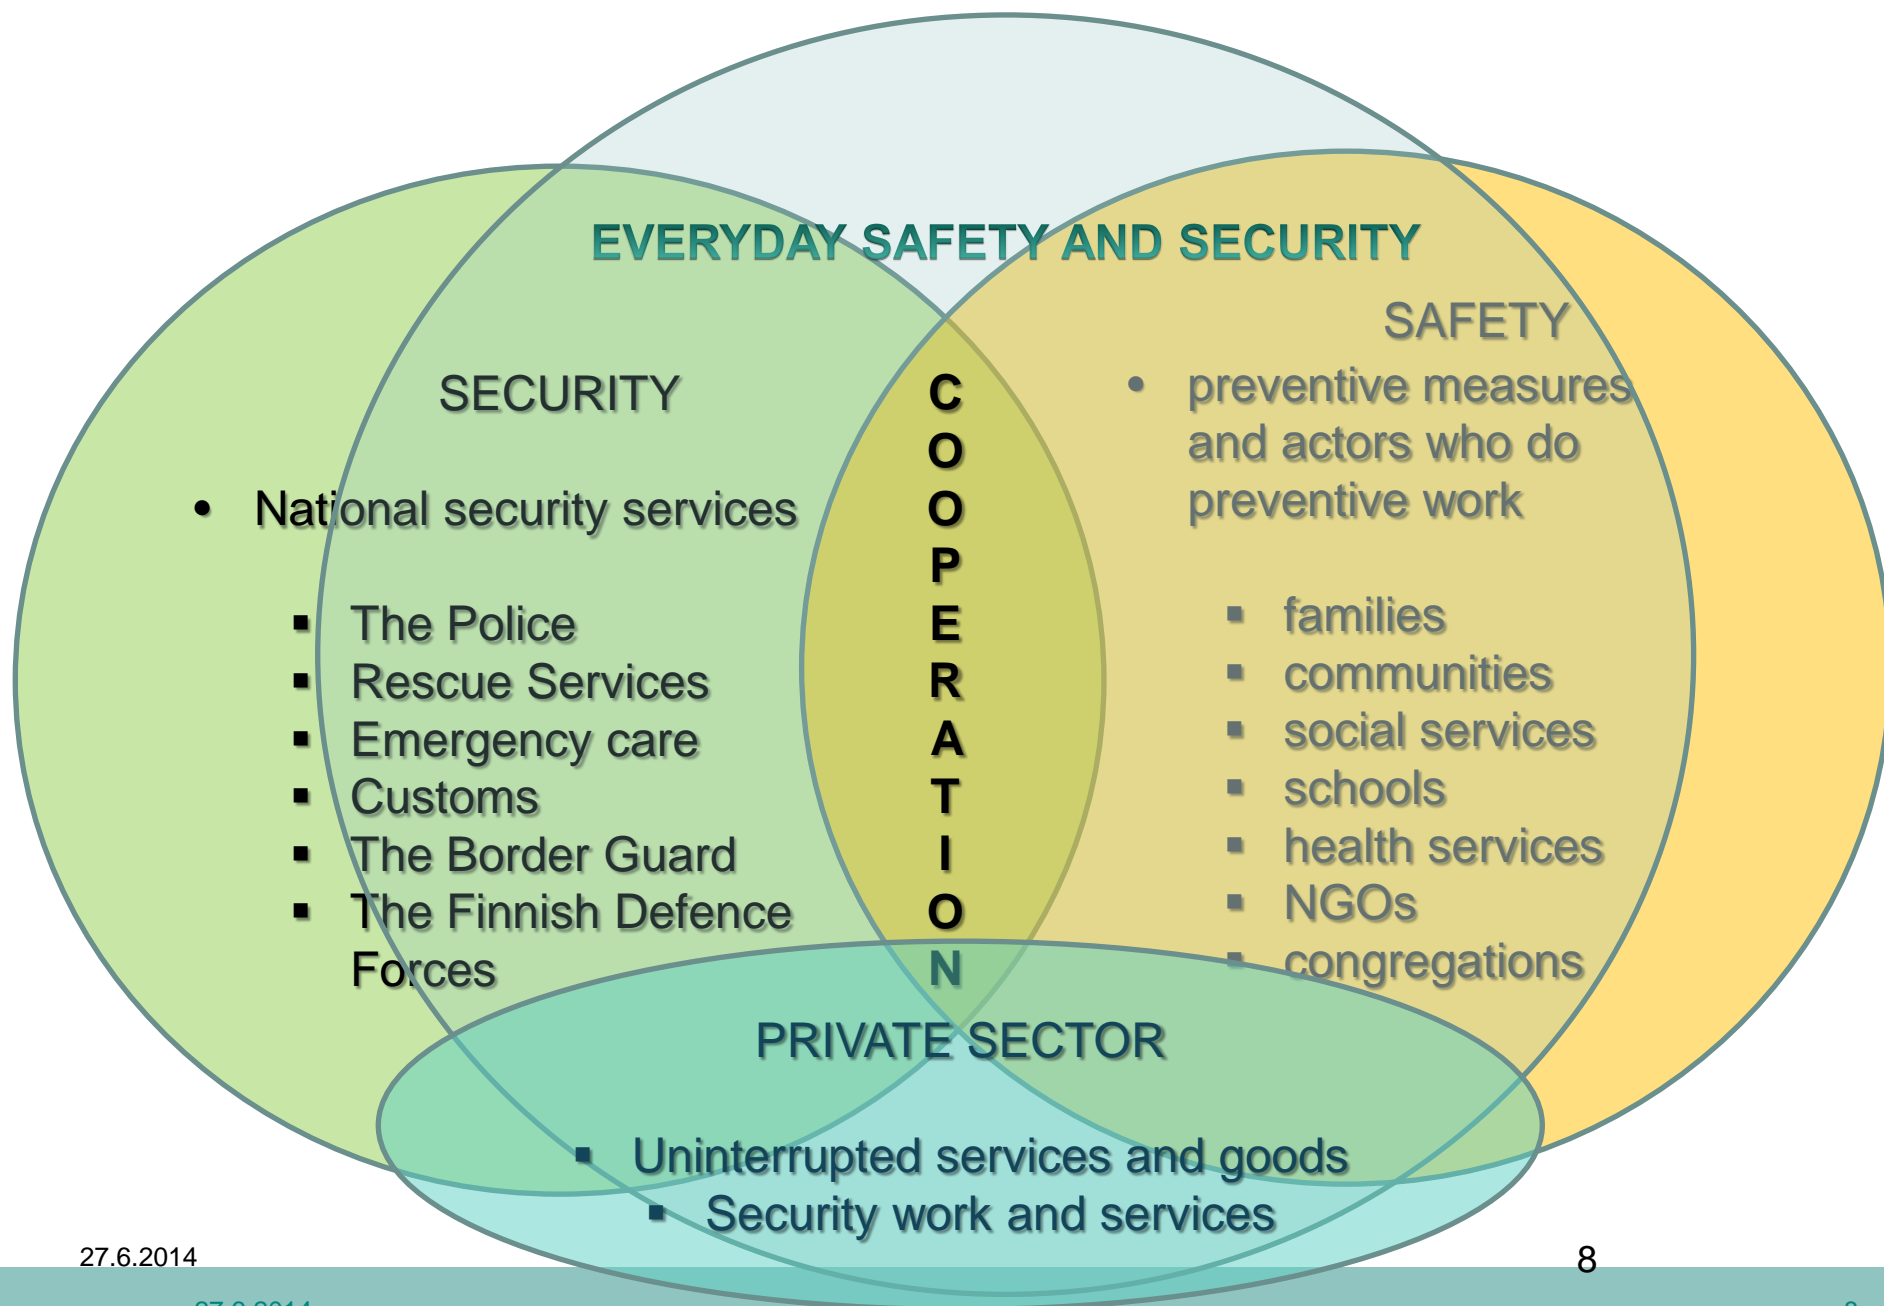 EVERYDAY SAFETY AND SECURITY
SECURITY
• National security services
▪ The Police
▪ Rescue Services
▪ Emergency care
▪ Customs
▪ The Border Guard
▪ The Finnish Defence
Forces
C
O
O
P
E
R
A
T
I
O
N
SAFETY
• preventive measures
and actors who do
preventive work
▪ families
▪ communities
▪ social services
▪ schools
▪ health services
▪ NGOs
▪ congregations
PRIVATE SECTOR
▪ Uninterrupted services and goods
▪ Security work and services
27.6.2014
8